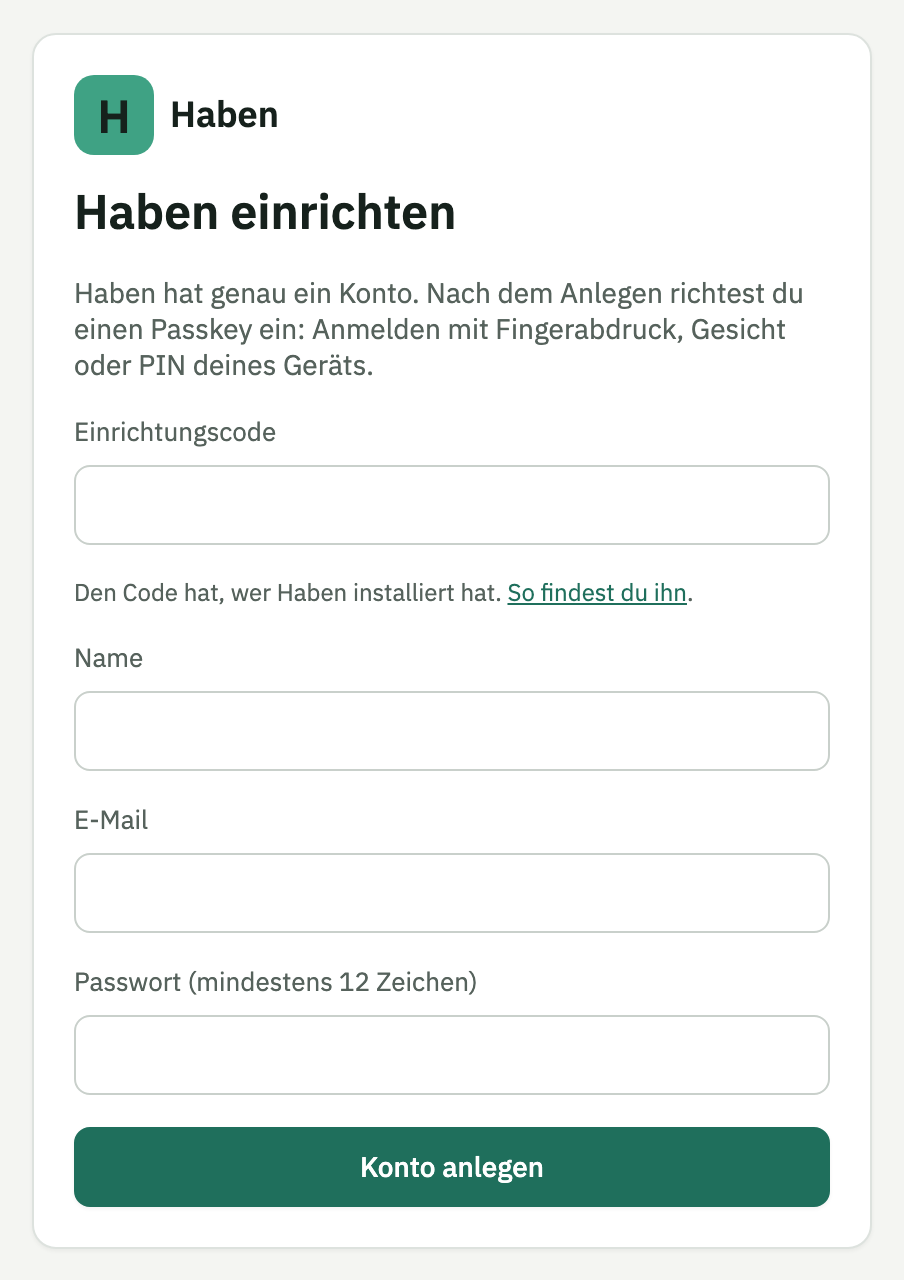 H
Haben
Haben einrichten
Haben hat genau ein Konto. Nach dem Anlegen richtest du
einen Passkey ein: Anmelden mit Fingerabdruck, Gesicht
oder PIN deines Geräts.
Einrichtungscode
Den Code hat, wer Haben installiert hat. So findest du ihn.
Name
E-Mail
Passwort (mindestens 12 Zeichen)
Konto anlegen